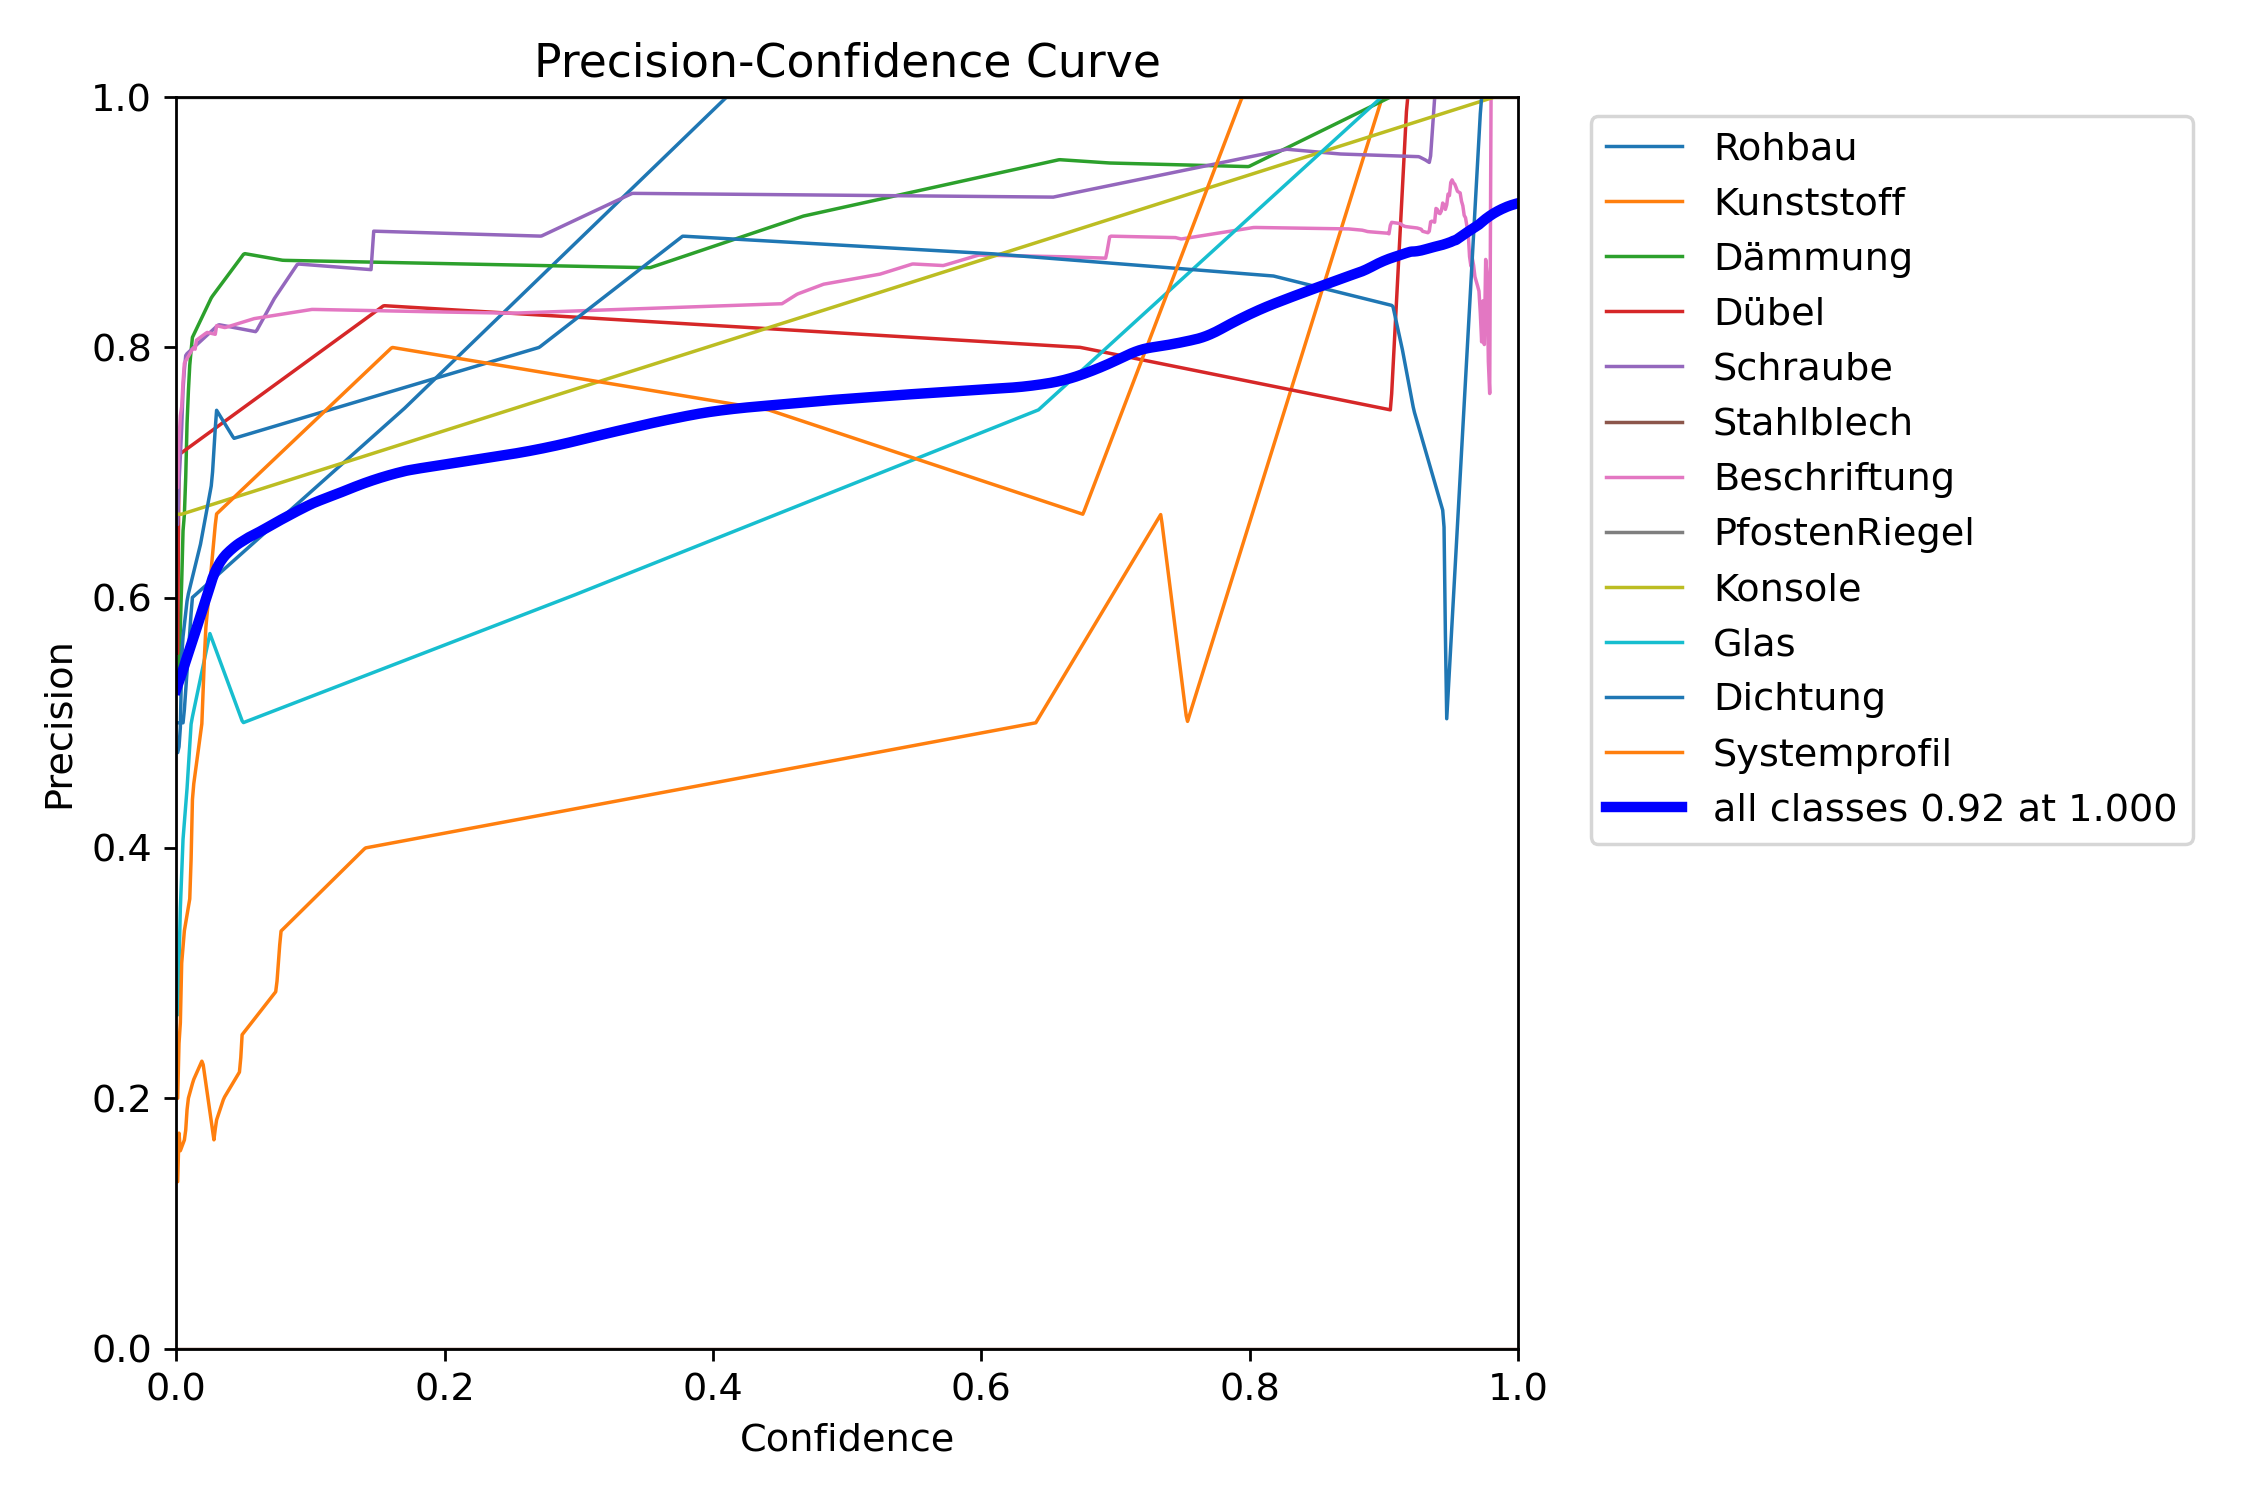 Precision-Confidence Curve
1.0
0.8
0.6
0.4
0.2
0.0
Precision
0.0 0.2 0.4 0.6 0.8 1.0
Confidence
Rohbau
Kunststoff
Dämmung
Dübel
Schraube
Stahlblech
Beschriftung
PfostenRiegel
Konsole
Glas
Dichtung
Systemprofil
all classes 0.92 at 1.000